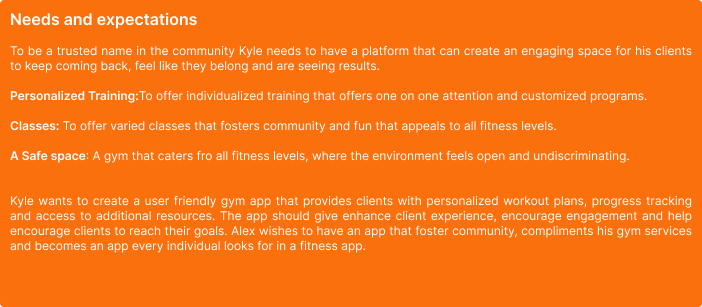 Needs and expectations
To be a trusted name in the community Kyle needs to have a platform that can create an engaging space for his clients
to keep coming back, feel like they belong and are seeing results.
Personalized Training:To offer individualized training that offers one on one attention and customized programs.
Classes: To offer varied classes that fosters community and fun that appeals to all fitness levels.
A Safe space: A gym that caters fro all fitness levels, where the environment feels open and undiscriminating.
Kyle wants to create a user friendly gym app that provides clients with personalized workout plans, progress tracking
and access to additional resources. The app should give enhance client experience, encourage engagement and help
encourage clients to reach their goals. Alex wishes to have an app that foster community, compliments his gym services
and becomes an app every individual looks for in a fitness app.